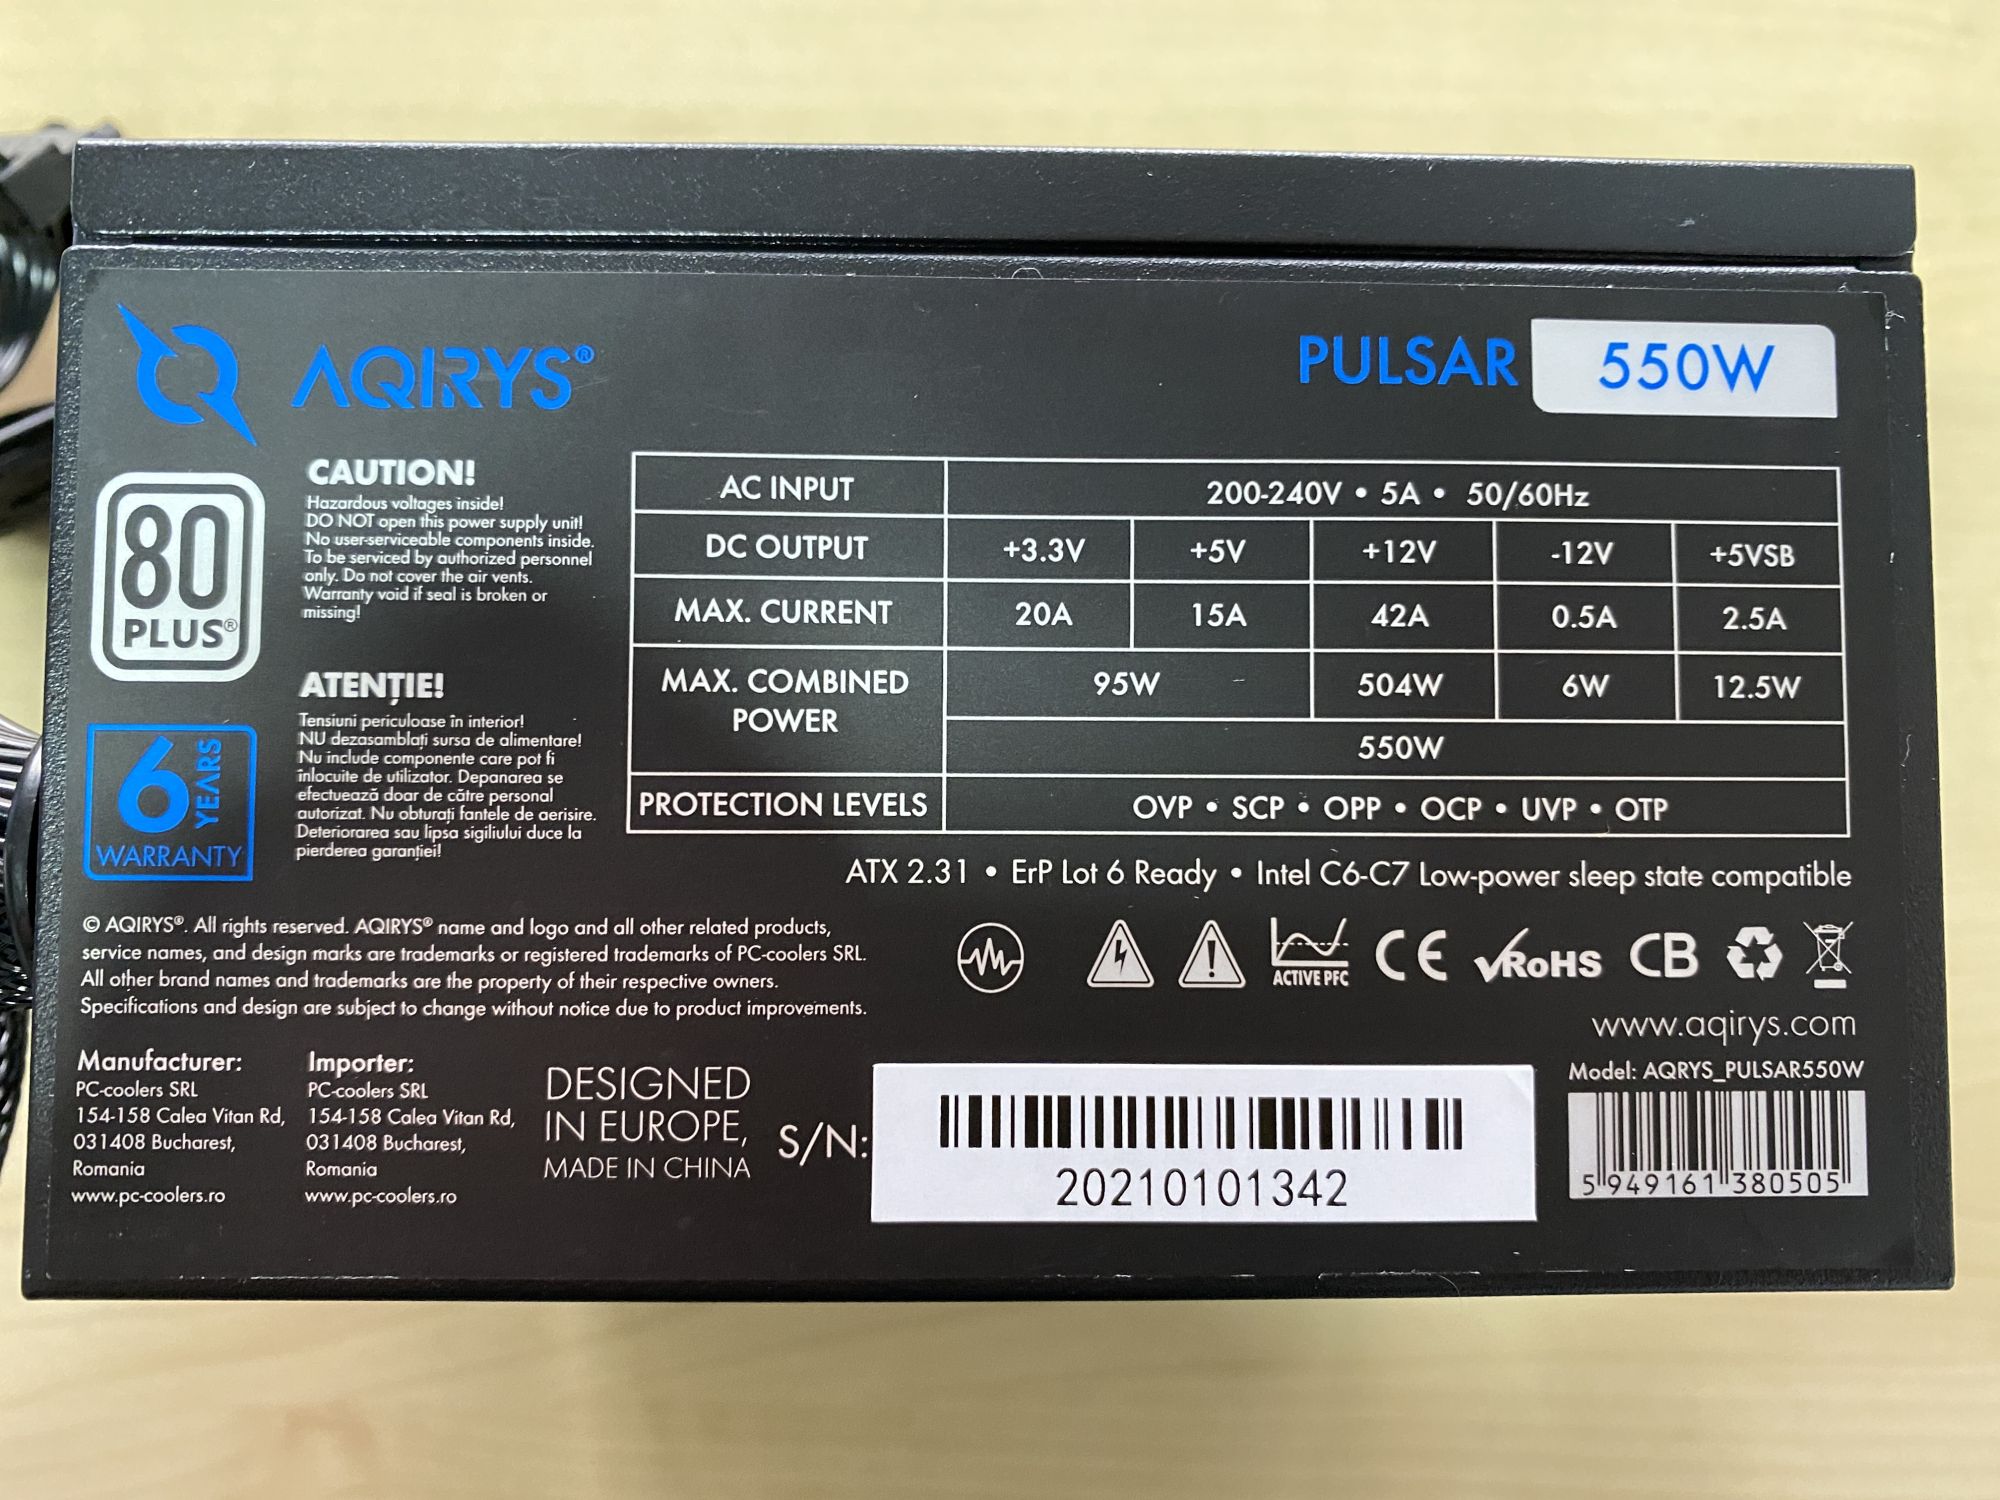 AQIRYS®
PULSAR 550W
80
PLUS®
6 YEARS
WARRANTY
CAUTION!
Hazardous voltages inside!
DO NOT open this power supply unit!
No user-serviceable components inside.
To be serviced by authorized personnel
only. Do not cover the air vents.
Warranty void if seal is broken or
missing!
ATENȚIE!
Tensiuni periculoase în interior!
NU dezasamblați sursa de alimentare!
Nu include componente care pot fi
înlocuite de utilizator. Depanarea se
efectuează doar de către personal
autorizat. Nu obturați fantele de aerisire.
Deteriorarea sau lipsa sigiliului duce la
pierderea garanției!
AC INPUT 200-240V • 5A • 50/60Hz
DC OUTPUT +3.3V +5V +12V -12V +5VSB
MAX. CURRENT 20A 15A 42A 0.5A 2.5A
MAX. COMBINED
POWER
95W 504W 6W 12.5W
550W
PROTECTION LEVELS OVP • SCP • OPP • OCP • UVP • OTP
ATX 2.31 • ErP Lot 6 Ready • Intel C6-C7 Low-power sleep state compatible
© AQIRYS®. All rights reserved. AQIRYS® name and logo and all other related products,
service names, and design marks are trademarks or registered trademarks of PC-coolers SRL.
All other brand names and trademarks are the property of their respective owners.
Specifications and design are subject to change without notice due to product improvements.
ACTIVE PFC CE RoHS CB
www.aqirys.com
Manufacturer:
PC-coolers SRL
154-158 Calea Vitan Rd,
031408 Bucharest,
Romania
www.pc-coolers.ro
Importer:
PC-coolers SRL
154-158 Calea Vitan Rd,
031408 Bucharest,
Romania
www.pc-coolers.ro
DESIGNED
IN EUROPE,
MADE IN CHINA
S/N:
20210101342
Model: AQRYS_PULSAR550W
5 949161 380505